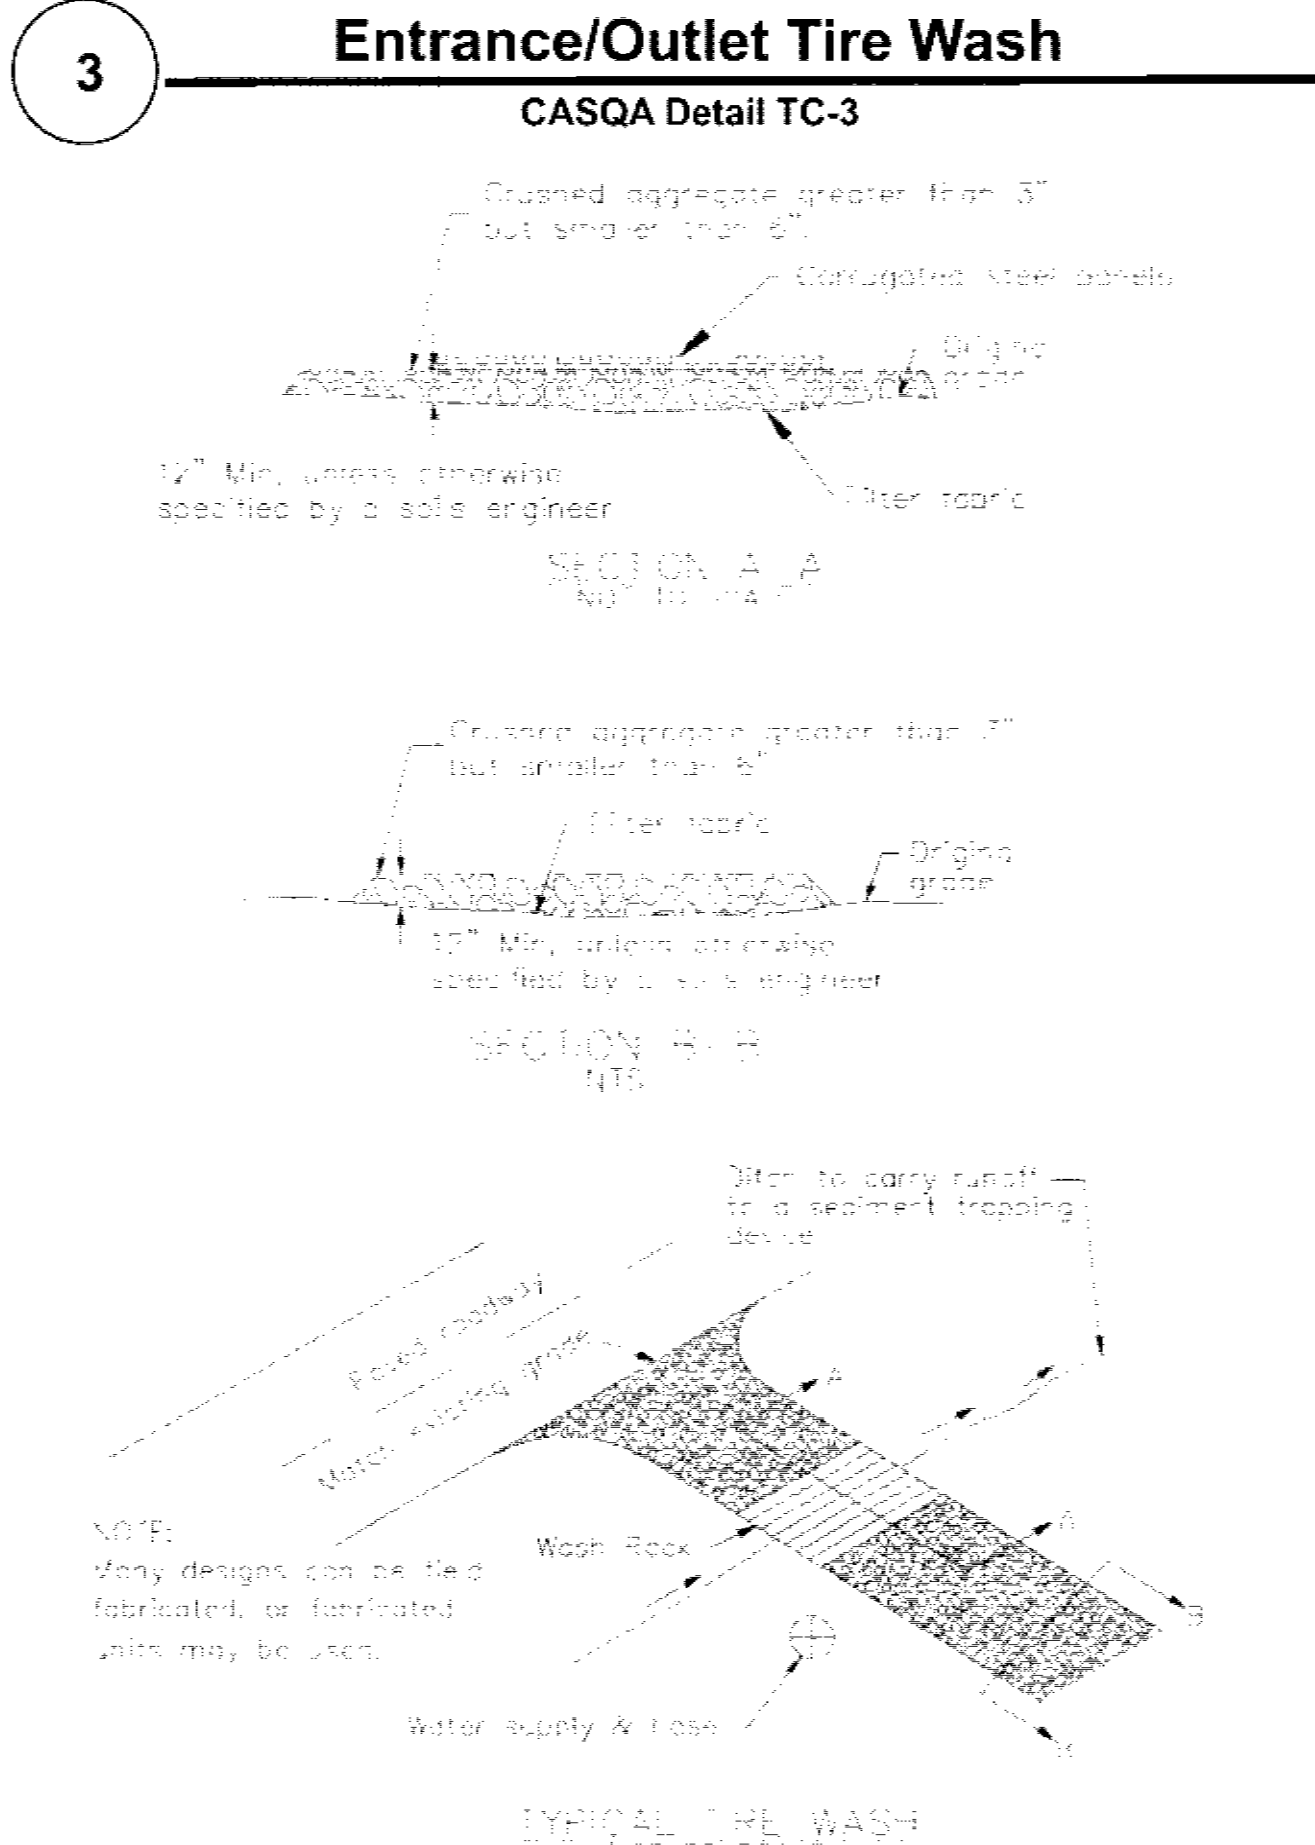 3
Entrance/Outlet Tire Wash
CASQA Detail TC-3
Crushed aggregate greater than 3"
but smaller than 6".
Corrugated steel panels
Original
grade
12" Min, unless otherwise
specified by a soils engineer
Filter fabric
SECTION A-A
NOT TO SCALE
Crushed aggregate greater than 3"
but smaller than 6"
Filter fabric
Original
grade
12" Min, unless otherwise
specified by a soils engineer
SECTION B-B
NTS
Ditch to carry runoff
to a sediment trapping
device
Paved roadway
Match existing grade
A
Wash Rack
A
NOTE:
Many designs can be field
fabricated, or fabricated
units may be used.
B
Water supply & hose
B
TYPICAL TIRE WASH